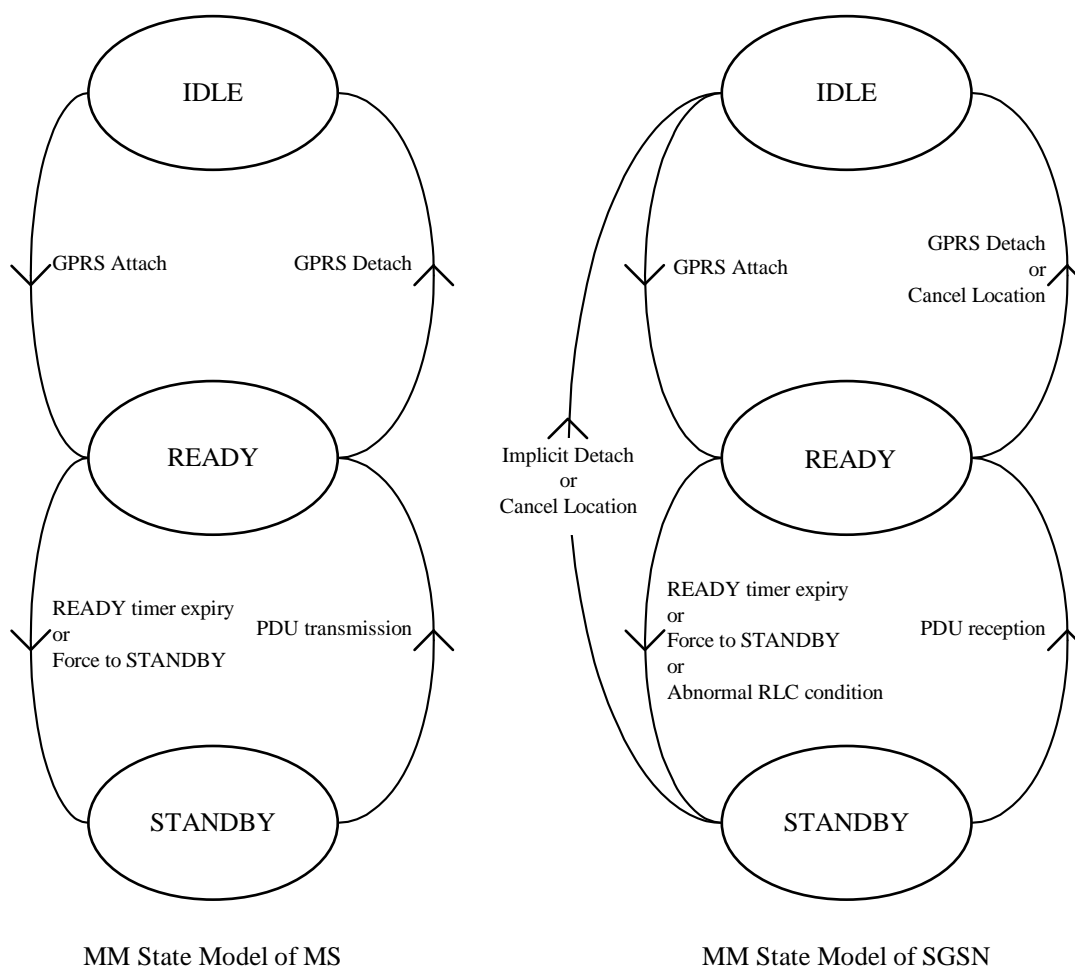 IDLE
GPRS Attach
GPRS Detach
READY
READY timer expiry
or
Force to STANDBY
PDU transmission
STANDBY
MM State Model of MS
IDLE
GPRS Attach
GPRS Detach
or
Cancel Location
Implicit Detach
or
Cancel Location
READY
READY timer expiry
or
Force to STANDBY
or
Abnormal RLC condition
PDU reception
STANDBY
MM State Model of SGSN